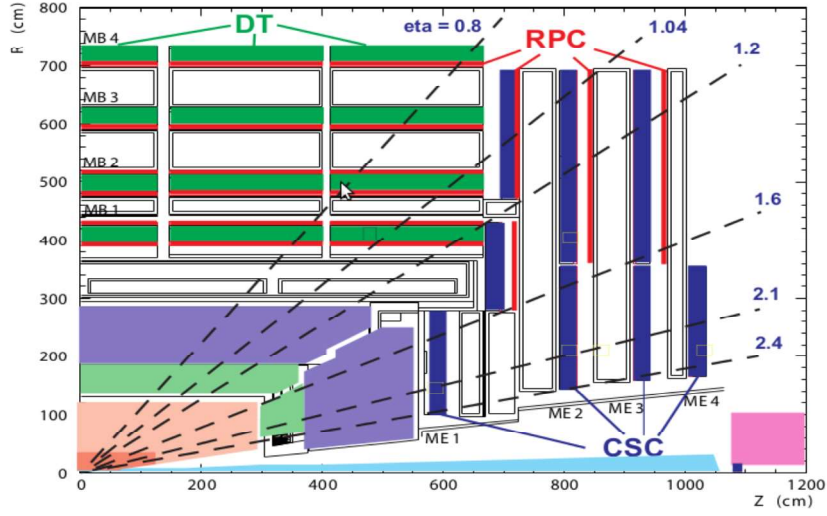 R (cm)
800
700
600
500
400
300
200
100
0
MB 4
DT
eta = 0.8
1.04
RPC
1.2
MB 3
MB 2
MB 1
1.6
2.1
2.4
ME 1
ME 2
ME 3
ME 4
CSC
0
200
400
600
800
1000
1200
Z (cm)